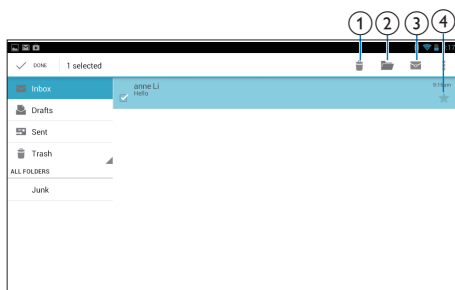 1 2 3 4
DONE 1 selected
Inbox
anne Li
Hello
Drafts
Sent
Trash
ALL FOLDERS
Junk